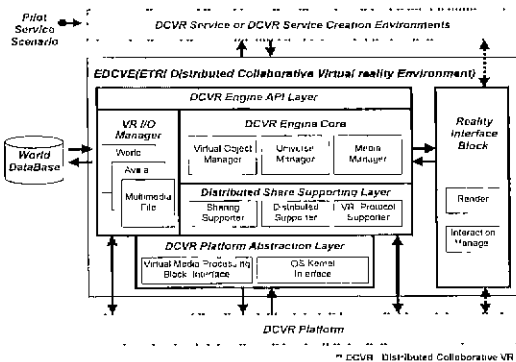 Pilot
Service
Scenario
DCVR Service or DCVR Service Creation Environments
EDCVE(ETRI Distributed Collaborative Virtual reality Environment)
DCVR Engine API Layer
VR I/O
Manager
World
Multimedia
File
DCVR Engine Core
Virtual Object
Manager
Universe
Manager
Media
Manager
Distributed Share Supporting Layer
Sharing
Supporter
Distributed
Supporter
VR Protocol
Supporter
Reality
Interface
Block
Render
Interaction
Manage
World
DataBase
DCVR Platform Abstraction Layer
Virtual Media Processing
Block Interface
OS Kernel
Interface
DCVR Platform
** DCVR Distributed Collaborative VR